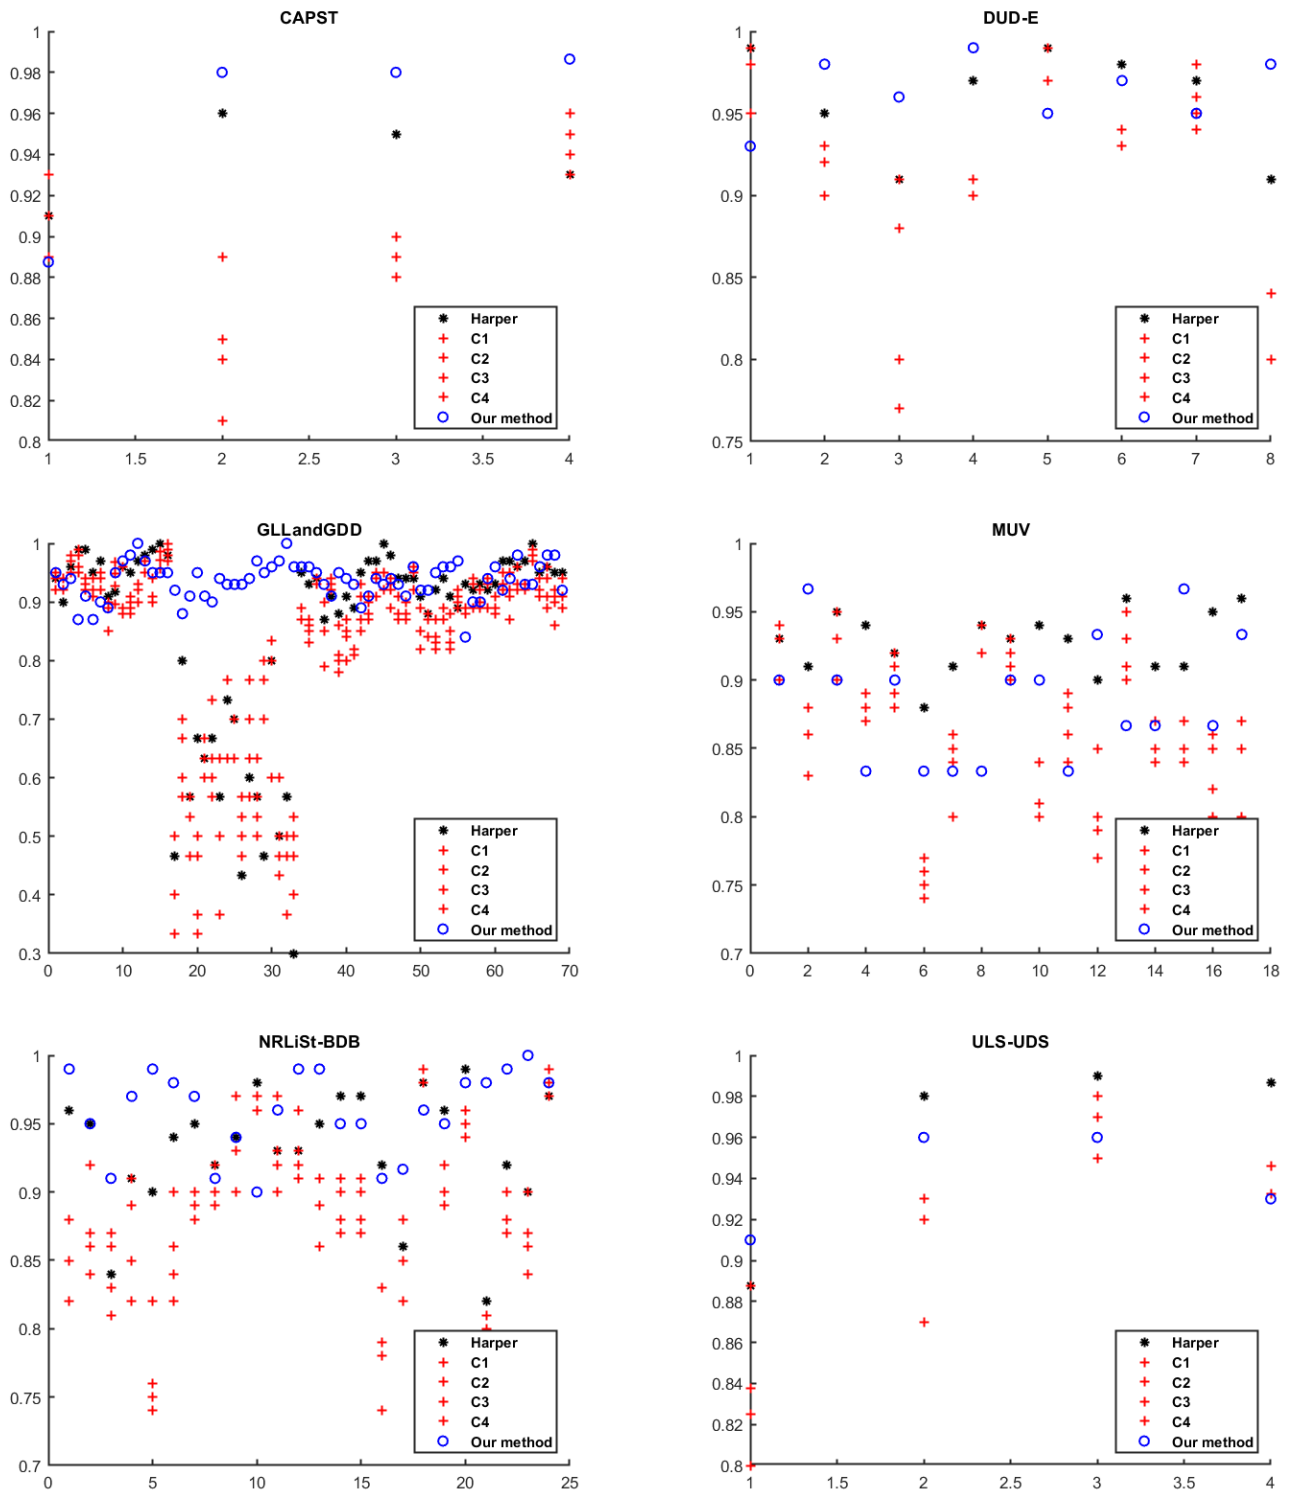 CAPST
1
0.98
0.96
0.94
0.92
0.9
0.88
0.86
0.84
0.82
0.8
1 1.5 2 2.5 3 3.5 4
Harper
C1
C2
C3
C4
Our method
DUD-E
1
0.95
0.9
0.85
0.8
0.75
1 2 3 4 5 6 7 8
Harper
C1
C2
C3
C4
Our method
GLLandGDD
1
0.9
0.8
0.7
0.6
0.5
0.4
0.3
0 10 20 30 40 50 60 70
Harper
C1
C2
C3
C4
Our method
MUV
1
0.95
0.9
0.85
0.8
0.75
0.7
0 2 4 6 8 10 12 14 16 18
Harper
C1
C2
C3
C4
Our method
NRLiSt-BDB
1
0.95
0.9
0.85
0.8
0.75
0.7
0 5 10 15 20 25
Harper
C1
C2
C3
C4
Our method
ULS-UDS
1
0.98
0.96
0.94
0.92
0.9
0.88
0.86
0.84
0.82
0.8
1 1.5 2 2.5 3 3.5 4
Harper
C1
C2
C3
C4
Our method